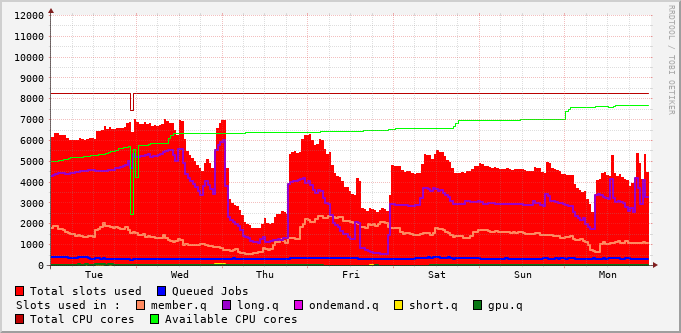 12000
11000
10000
9000
8000
7000
6000
5000
4000
3000
2000
1000
0
Tue Wed Thu Fri Sat Sun Mon
RRDTOOL / TOBI OETIKER
Total slots used Queued Jobs
Slots used in : member.q long.q ondemand.q short.q gpu.q
Total CPU cores Available CPU cores